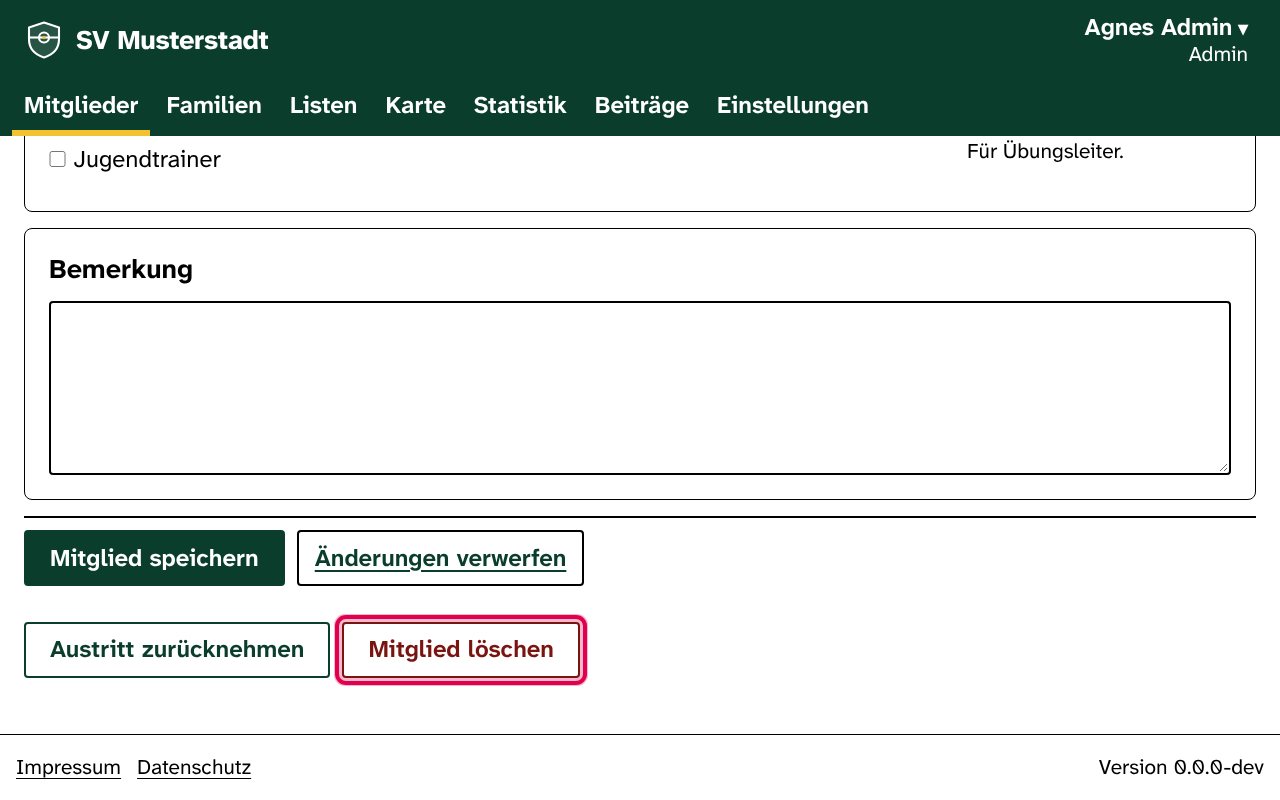 SV Musterstadt
Agnes Admin ▾
Admin
Mitglieder Familien Listen Karte Statistik Beiträge Einstellungen
Jugendtrainer
Für Übungsleiter.
Bemerkung
Mitglied speichern Änderungen verwerfen
Austritt zurücknehmen Mitglied löschen
Impressum Datenschutz Version 0.0.0-dev